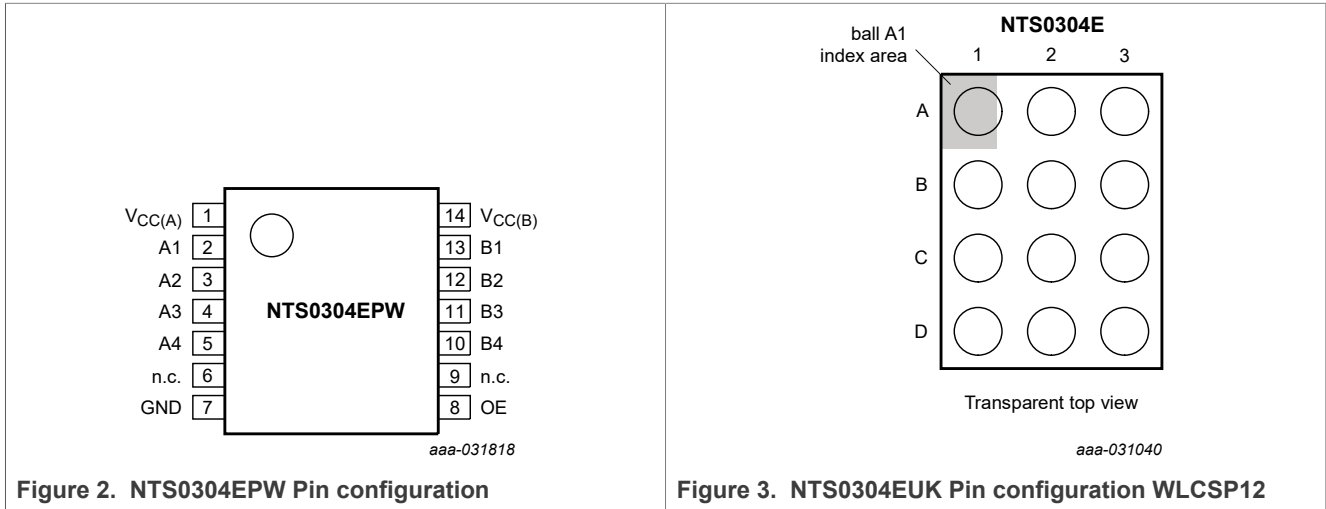 VCC(A) 1
A1 2
A2 3
A3 4
A4 5
n.c. 6
GND 7
NTS0304EPW
14 VCC(B)
13 B1
12 B2
11 B3
10 B4
9 n.c.
8 OE
aaa-031818
Figure 2. NTS0304EPW Pin configuration
NTS0304E
ball A1
index area
1 2 3
A
B
C
D
Transparent top view
aaa-031040
Figure 3. NTS0304EUK Pin configuration WLCSP12